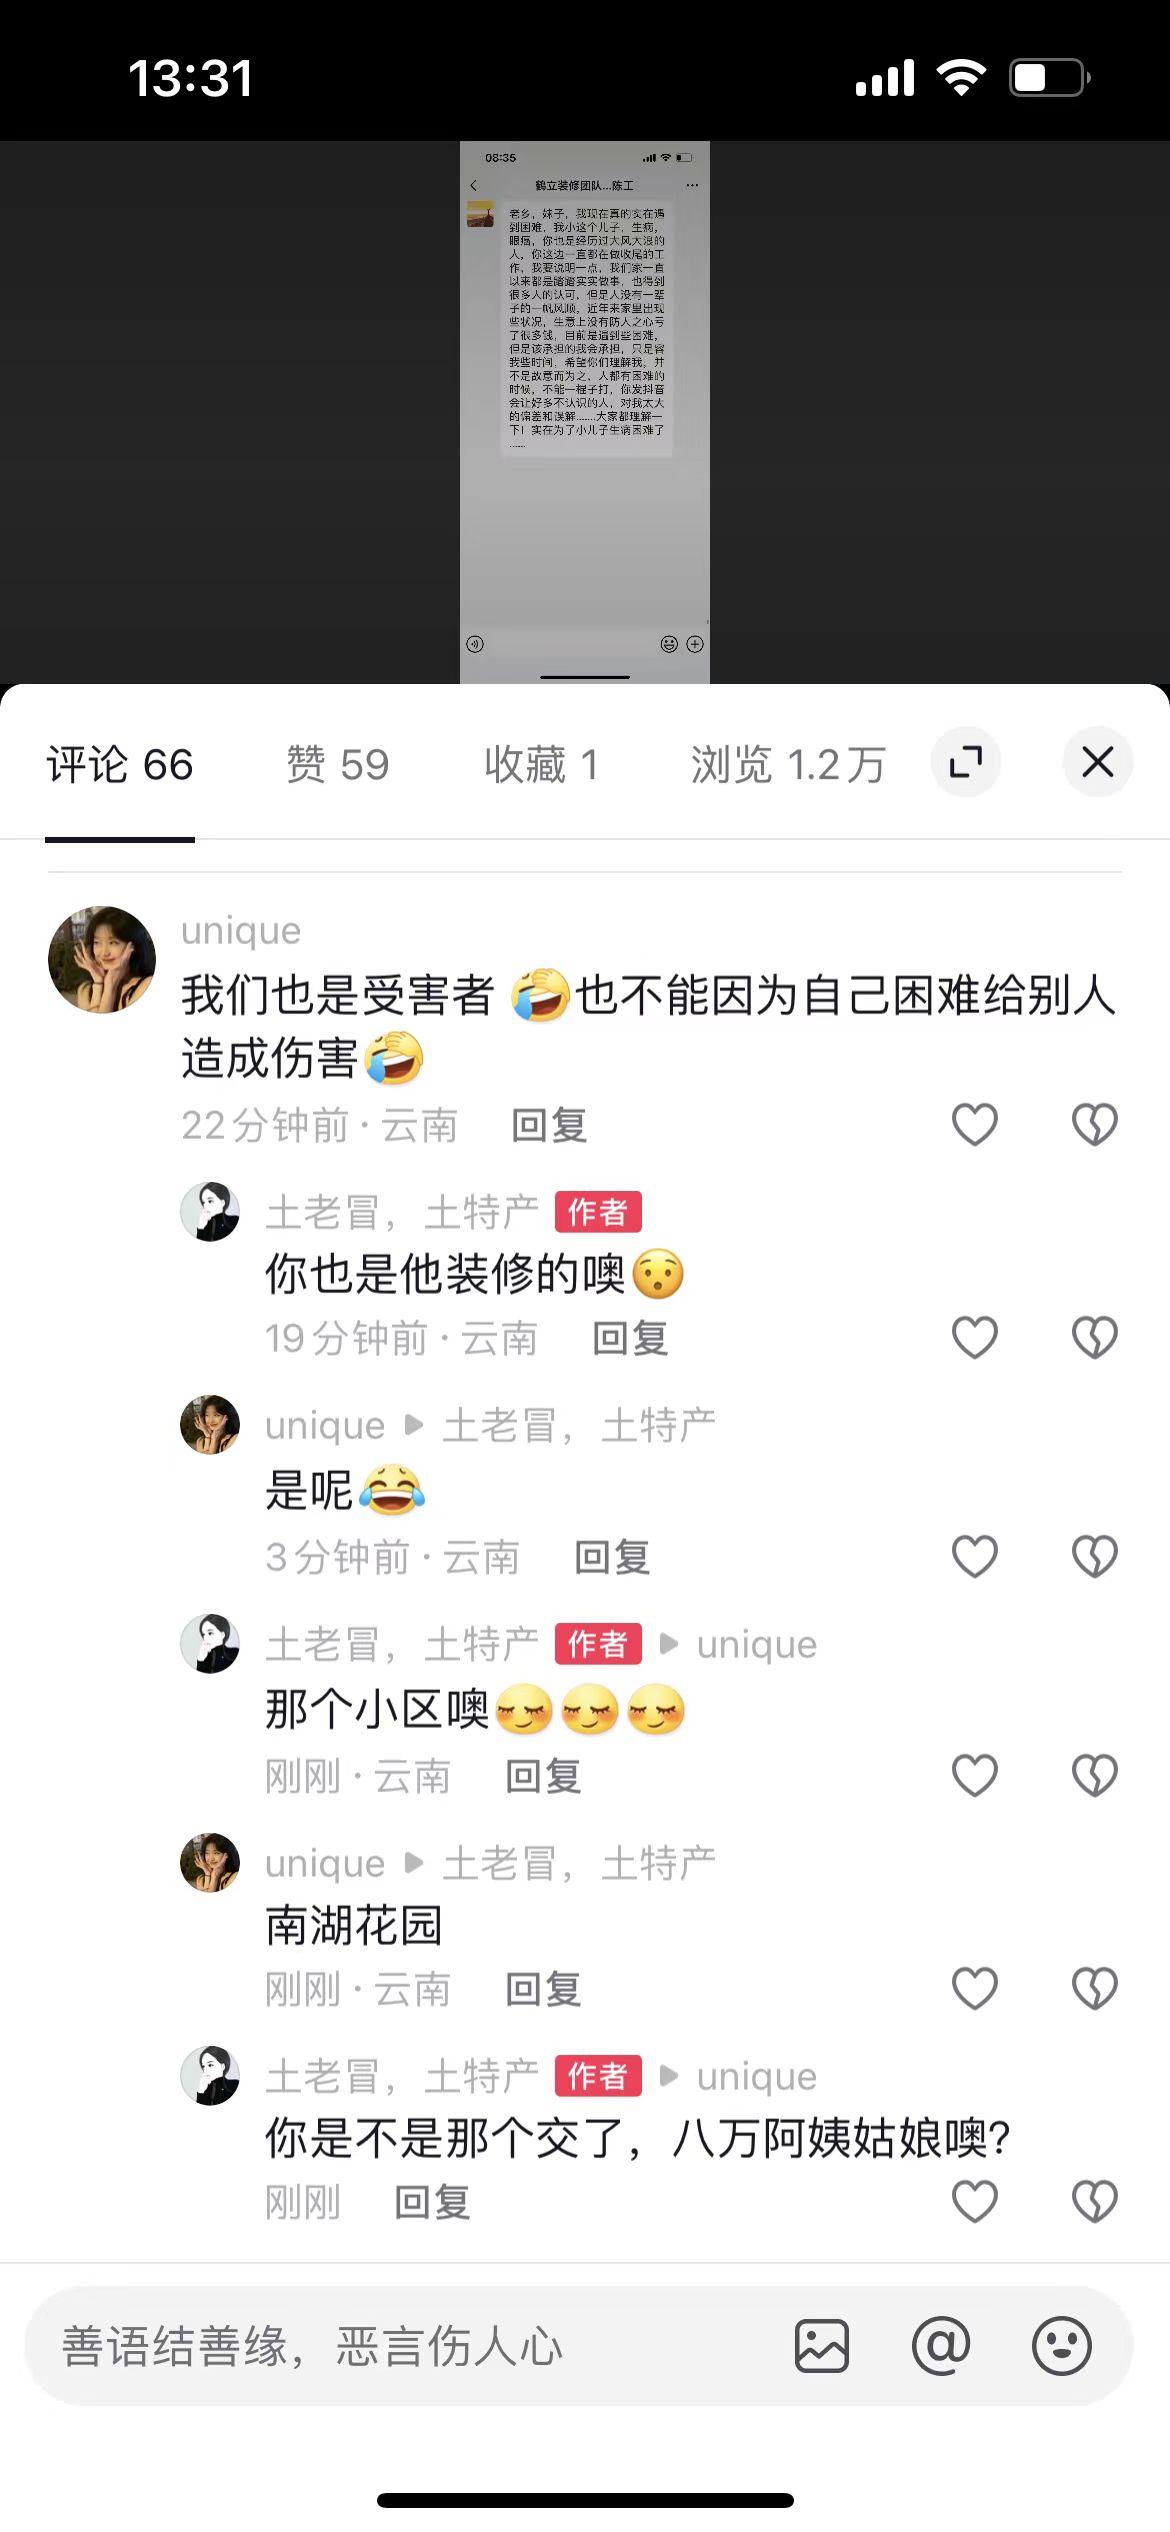 13:31
08:35
鹤立装修团队...陈工
老乡，妹子，我现在真的实在遇
到困难，我小这个儿子，生病，
眼癌，你也是经历过大风大浪的
人，你这边一直都在做收尾的工
作，我要说明一点，我们家一直
以来都是踏踏实实做事，也得到
很多人的认可，但是人没有一辈
子的一帆风顺，近年来家里出现
些状况，生意上没有防人之心亏
了很多钱，目前是遇到些困难，
但是该承担的我会承担，只是容
我些时间，希望你们理解我，并
不是故意而为之，人都有困难的
时候，不能一棍子打，你发抖音
会让好多不认识的人，对我太大
的偏差和误解......大家都理解一
下！实在为了小儿子生病困难了
......
评论 66
赞 59
收藏 1
浏览 1.2万
unique
我们也是受害者 🤣也不能因为自己困难给别人
造成伤害🤣
22分钟前 · 云南 回复
土老冒，土特产 作者
你也是他装修的噢😯
19分钟前 · 云南 回复
unique ▶ 土老冒，土特产
是呢😂
3分钟前 · 云南 回复
土老冒，土特产 作者 ▶ unique
那个小区噢😌😌😌
刚刚 · 云南 回复
unique ▶ 土老冒，土特产
南湖花园
刚刚 · 云南 回复
土老冒，土特产 作者 ▶ unique
你是不是那个交了，八万阿姨姑娘噢?
刚刚 回复
善语结善缘，恶言伤人心